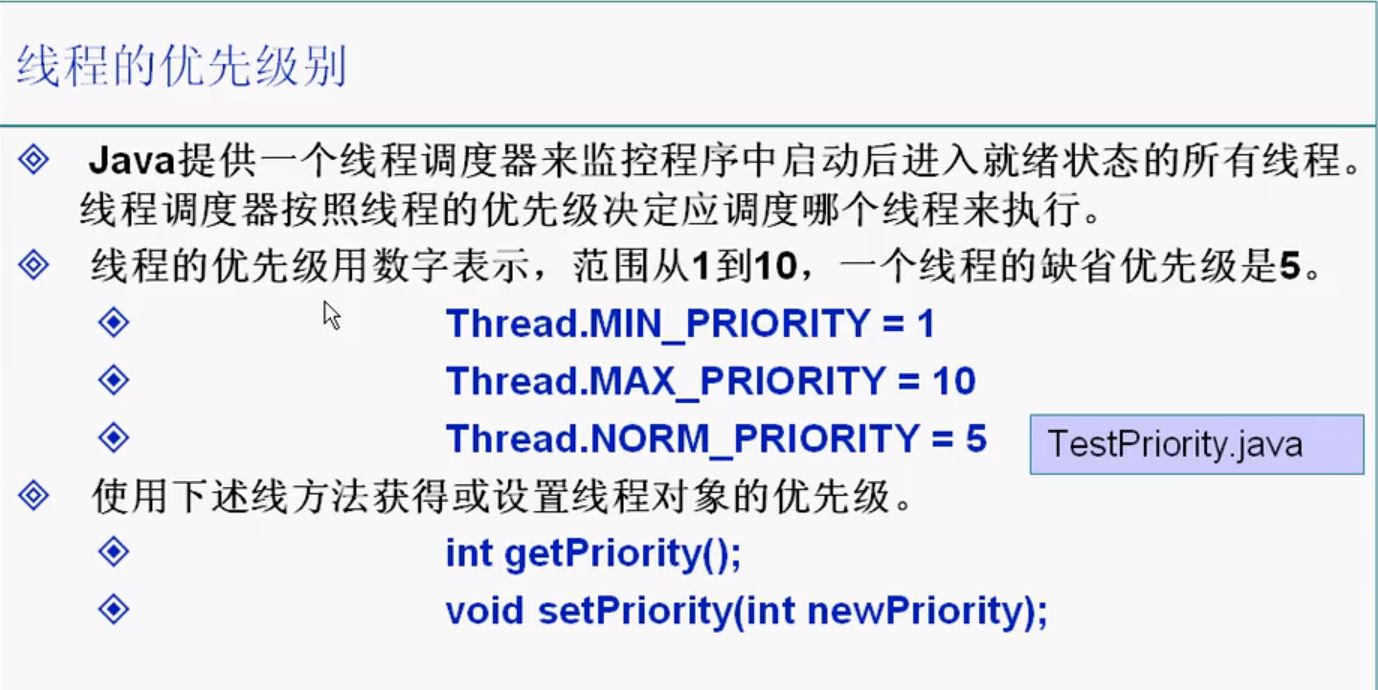 线程的优先级别
Java提供一个线程调度器来监控程序中启动后进入就绪状态的所有线程。
线程调度器按照线程的优先级决定应调度哪个线程来执行。
线程的优先级用数字表示，范围从1到10，一个线程的缺省优先级是5。
Thread.MIN_PRIORITY = 1
Thread.MAX_PRIORITY = 10
Thread.NORM_PRIORITY = 5
TestPriority.java
使用下述线方法获得或设置线程对象的优先级。
int getPriority();
void setPriority(int newPriority);